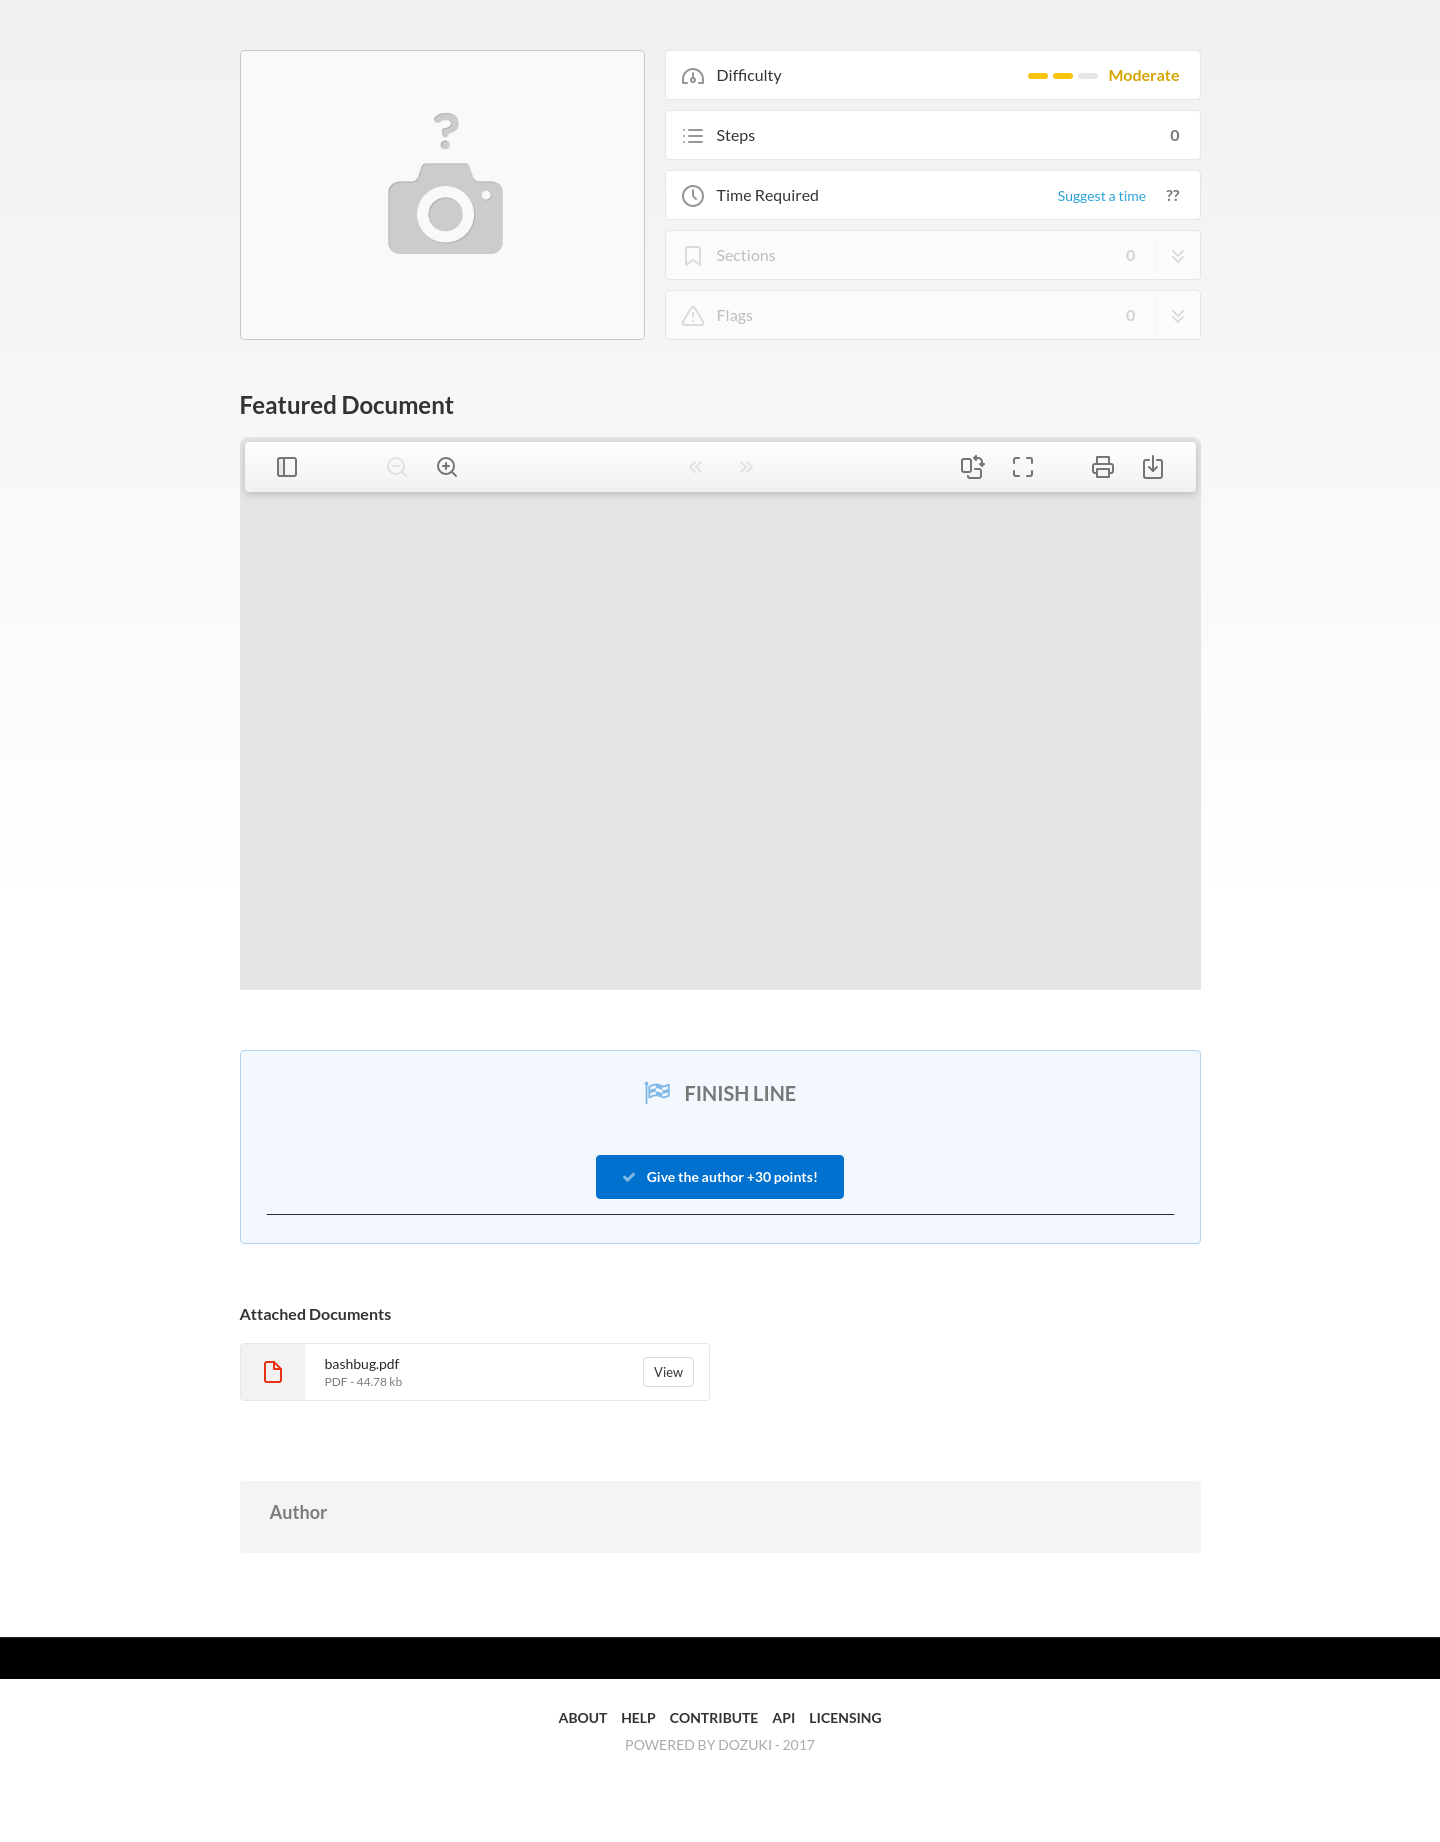 Difficulty Moderate
Steps 0
Time Required Suggest a time ??
Sections 0
Flags 0
Featured Document
FINISH LINE
Give the author +30 points!
Attached Documents
bashbug.pdf
PDF - 44.78 kb
View
Author
ABOUT HELP CONTRIBUTE API LICENSING
POWERED BY DOZUKI - 2017